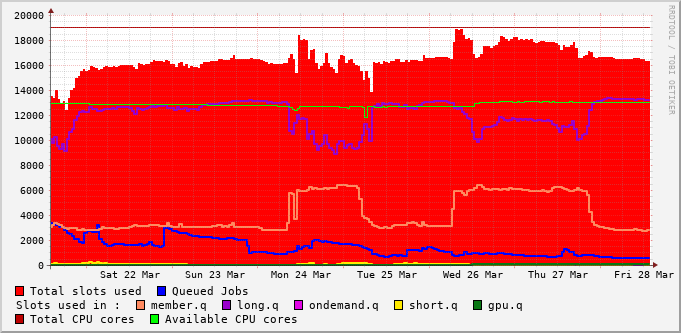 20000
18000
16000
14000
12000
10000
8000
6000
4000
2000
0
Sat 22 Mar Sun 23 Mar Mon 24 Mar Tue 25 Mar Wed 26 Mar Thu 27 Mar Fri 28 Mar
RRDTOOL / TOBI OETIKER
Total slots used Queued Jobs
Slots used in : member.q long.q ondemand.q short.q gpu.q
Total CPU cores Available CPU cores